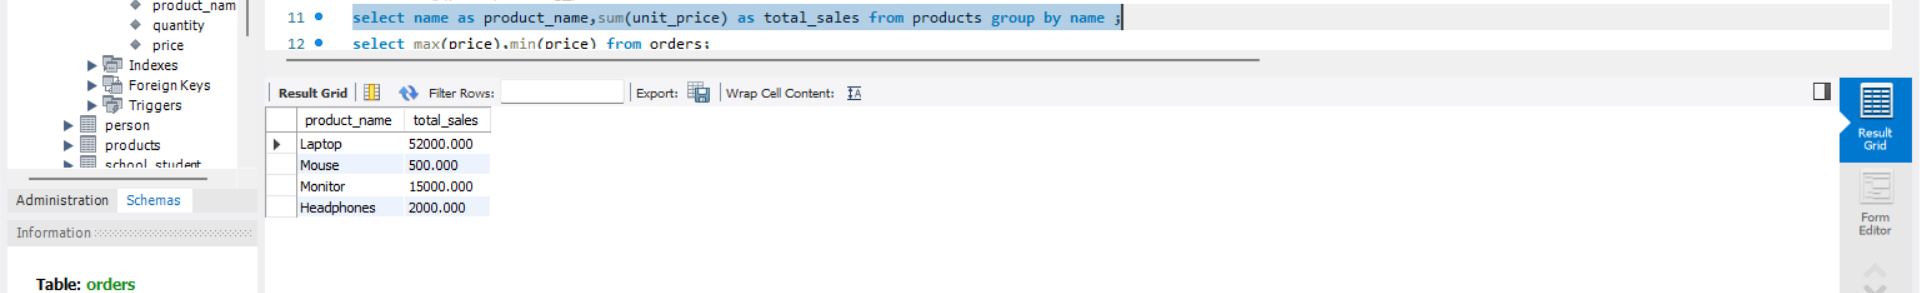 product_nam
quantity
price
Indexes
Foreign Keys
Triggers
person
products
school_student
Administration Schemas
Information
Table: orders
11 select name as product_name,sum(unit_price) as total_sales from products group by name ;
12 select max(price),min(price) from orders;
Result Grid Filter Rows: Export: Wrap Cell Content:
product_name total_sales
Laptop 52000.000
Mouse 500.000
Monitor 15000.000
Headphones 2000.000
Result
Grid
Form
Editor